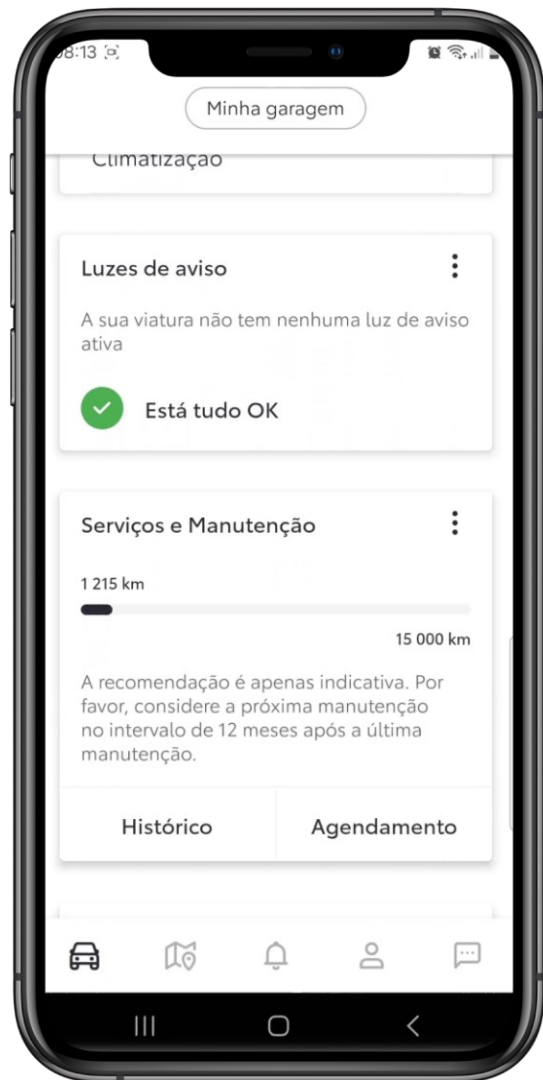 08:13
Minha garagem
Climatização
Luzes de aviso
A sua viatura não tem nenhuma luz de aviso
ativa
Está tudo OK
Serviços e Manutenção
1 215 km
15 000 km
A recomendação é apenas indicativa. Por
favor, considere a próxima manutenção
no intervalo de 12 meses após a última
manutenção.
Histórico
Agendamento